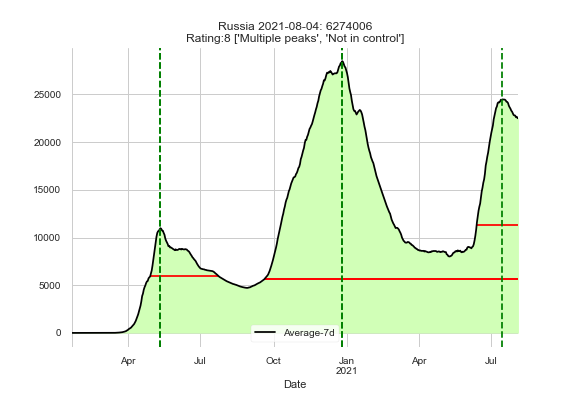 Russia 2021-08-04: 6274006
Rating:8 ['Multiple peaks', 'Not in control']
25000
20000
15000
10000
5000
0
Average-7d
Apr Jul Oct Jan Apr Jul
2021
Date